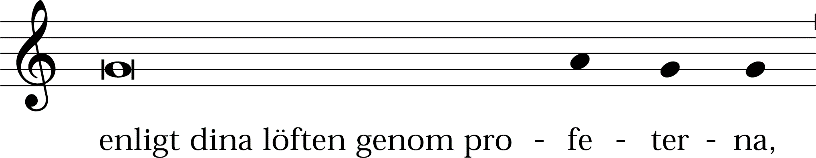 enligt dina löften genom pro - fe - ter - na,